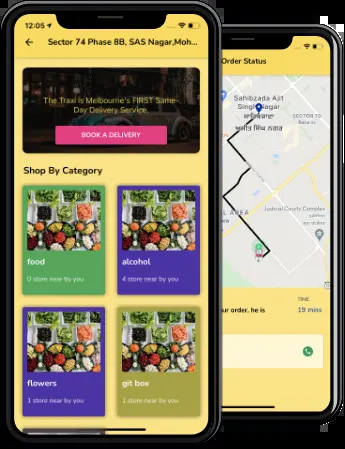 12:05
Sector 74 Phase 8B, SAS Nagar,Moh...
The Traxi Is Melbourne's FIRST Same-
Day Delivery Service.
BOOK A DELIVERY
Shop By Category
food
0 store near by you
alcohol
4 store near by you
flowers
1 store near by you
git box
1 store near by you
Order Status
Sahibzada Ajit
Singh Nagar
ਸਾਹਿਬਜ਼ਾਦਾ
ਅਜੀਤ ਸਿੰਘ ਨਗਰ
SECTOR 70
AL AREA
Judicial Courts Complex
TIME
ur order, he is
19 mins